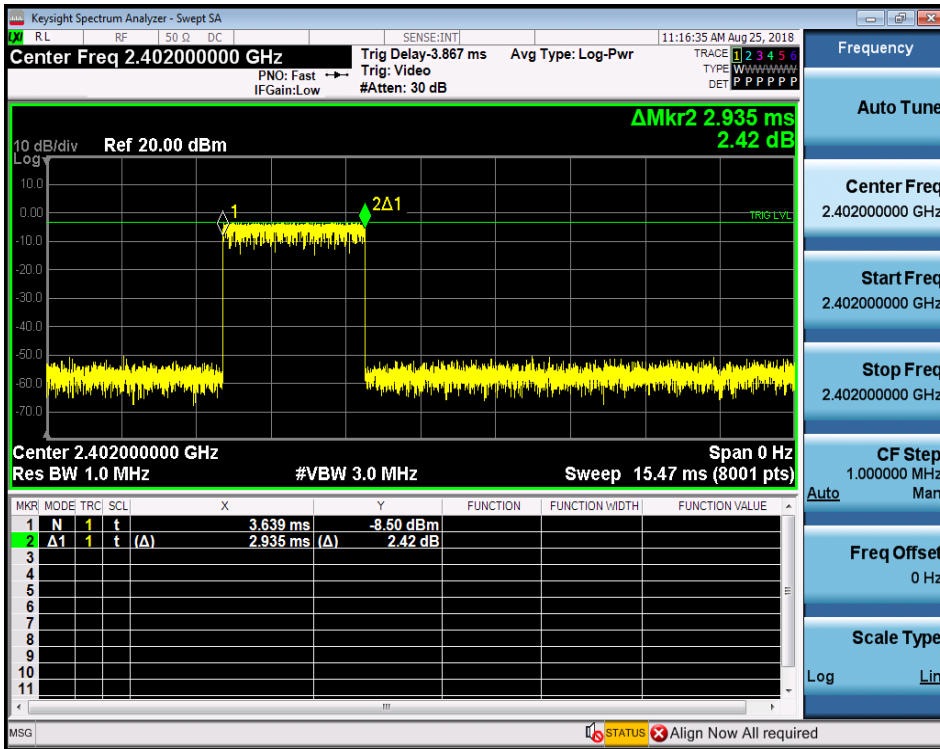 Keysight Spectrum Analyzer - Swept SA
LXI RL RF 50 Ω DC SENSE:INT 11:16:35 AM Aug 25, 2018
Center Freq 2.402000000 GHz
PNO: Fast
IFGain:Low
Trig Delay-3.867 ms
Trig: Video
#Atten: 30 dB
Avg Type: Log-Pwr
TRACE 1 2 3 4 5 6
TYPE WWWWWW
DET P P P P P P
ΔMkr2 2.935 ms
2.42 dB
10 dB/div Ref 20.00 dBm
Log
10.0
0.00
-10.0
-20.0
-30.0
-40.0
-50.0
-60.0
-70.0
1
2Δ1
TRIG LVL
Center 2.402000000 GHz Span 0 Hz
Res BW 1.0 MHz #VBW 3.0 MHz Sweep 15.47 ms (8001 pts)
MKR MODE TRC SCL X Y FUNCTION FUNCTION WIDTH FUNCTION VALUE
1 N 1 t 3.639 ms -8.50 dBm
2 Δ1 1 t (Δ) 2.935 ms (Δ) 2.42 dB
3
4
5
6
7
8
9
10
11
MSG STATUS Align Now All required
Frequency
Auto Tune
Center Freq
2.402000000 GHz
Start Freq
2.402000000 GHz
Stop Freq
2.402000000 GHz
CF Step
1.000000 MHz
Auto Man
Freq Offset
0 Hz
Scale Type
Log Lin